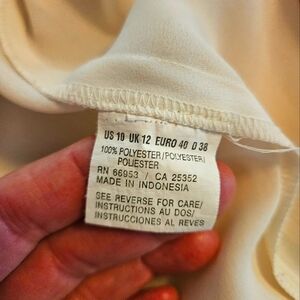 US 10 UK 12 EURO 40 D 38
100% POLYESTER/POLYESTER/
POLIESTER
RN 66953 / CA 25352
MADE IN INDONESIA
SEE REVERSE FOR CARE/
INSTRUCTIONS AU DOS/
INSTRUCCIONES AL REVES